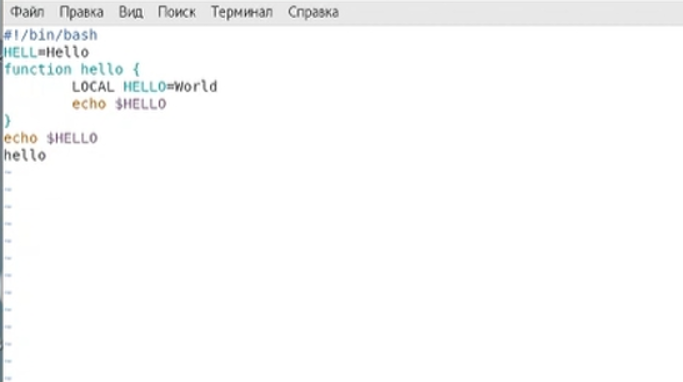 Файл Правка Вид Поиск Терминал Справка
#!/bin/bash
HELL=Hello
function hello {
        LOCAL HELLO=World
        echo $HELLO
}
echo $HELLO
hello
~
~
~
~
~
~
~
~
~
~
~
~
~